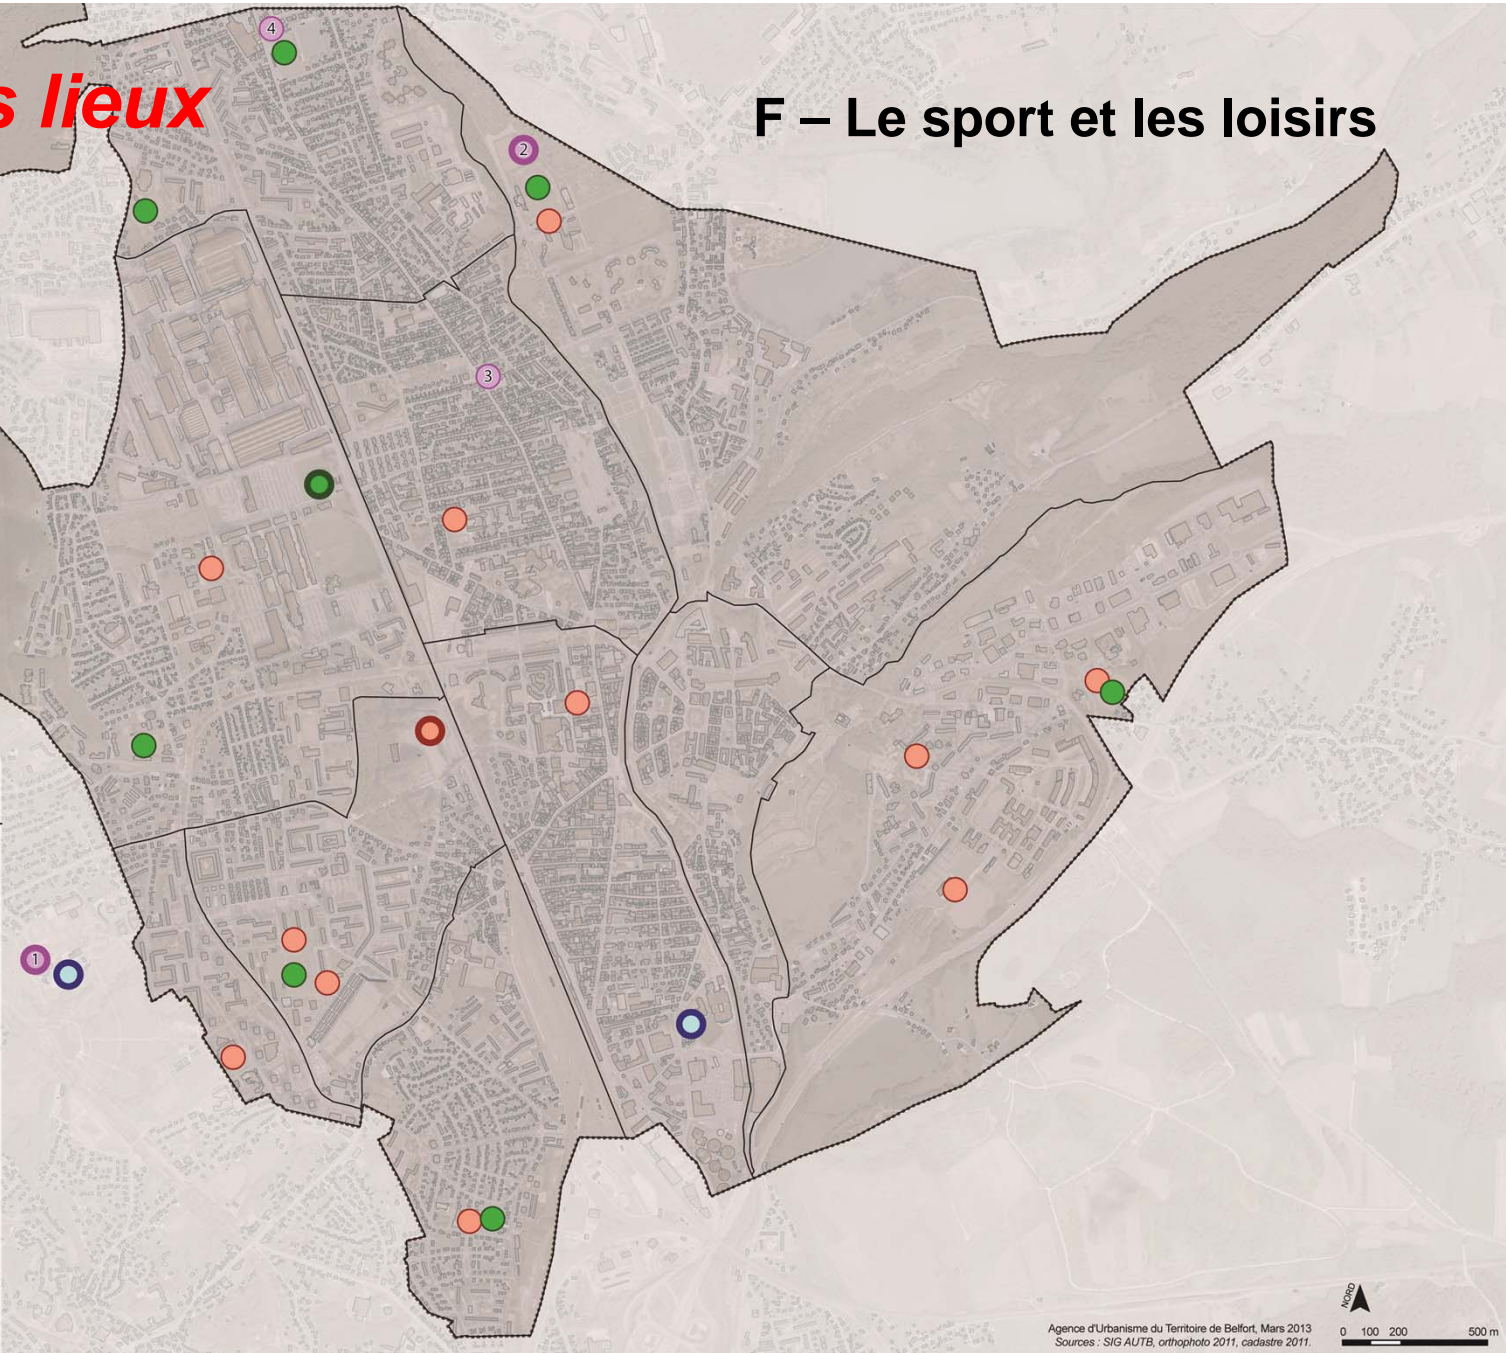 s lieux
F – Le sport et les loisirs
4
2
3
1
NORD
Agence d'Urbanisme du Territoire de Belfort, Mars 2013
Sources : SIG AUTB, orthophoto 2011, cadastre 2011.
0 100 200 500 m